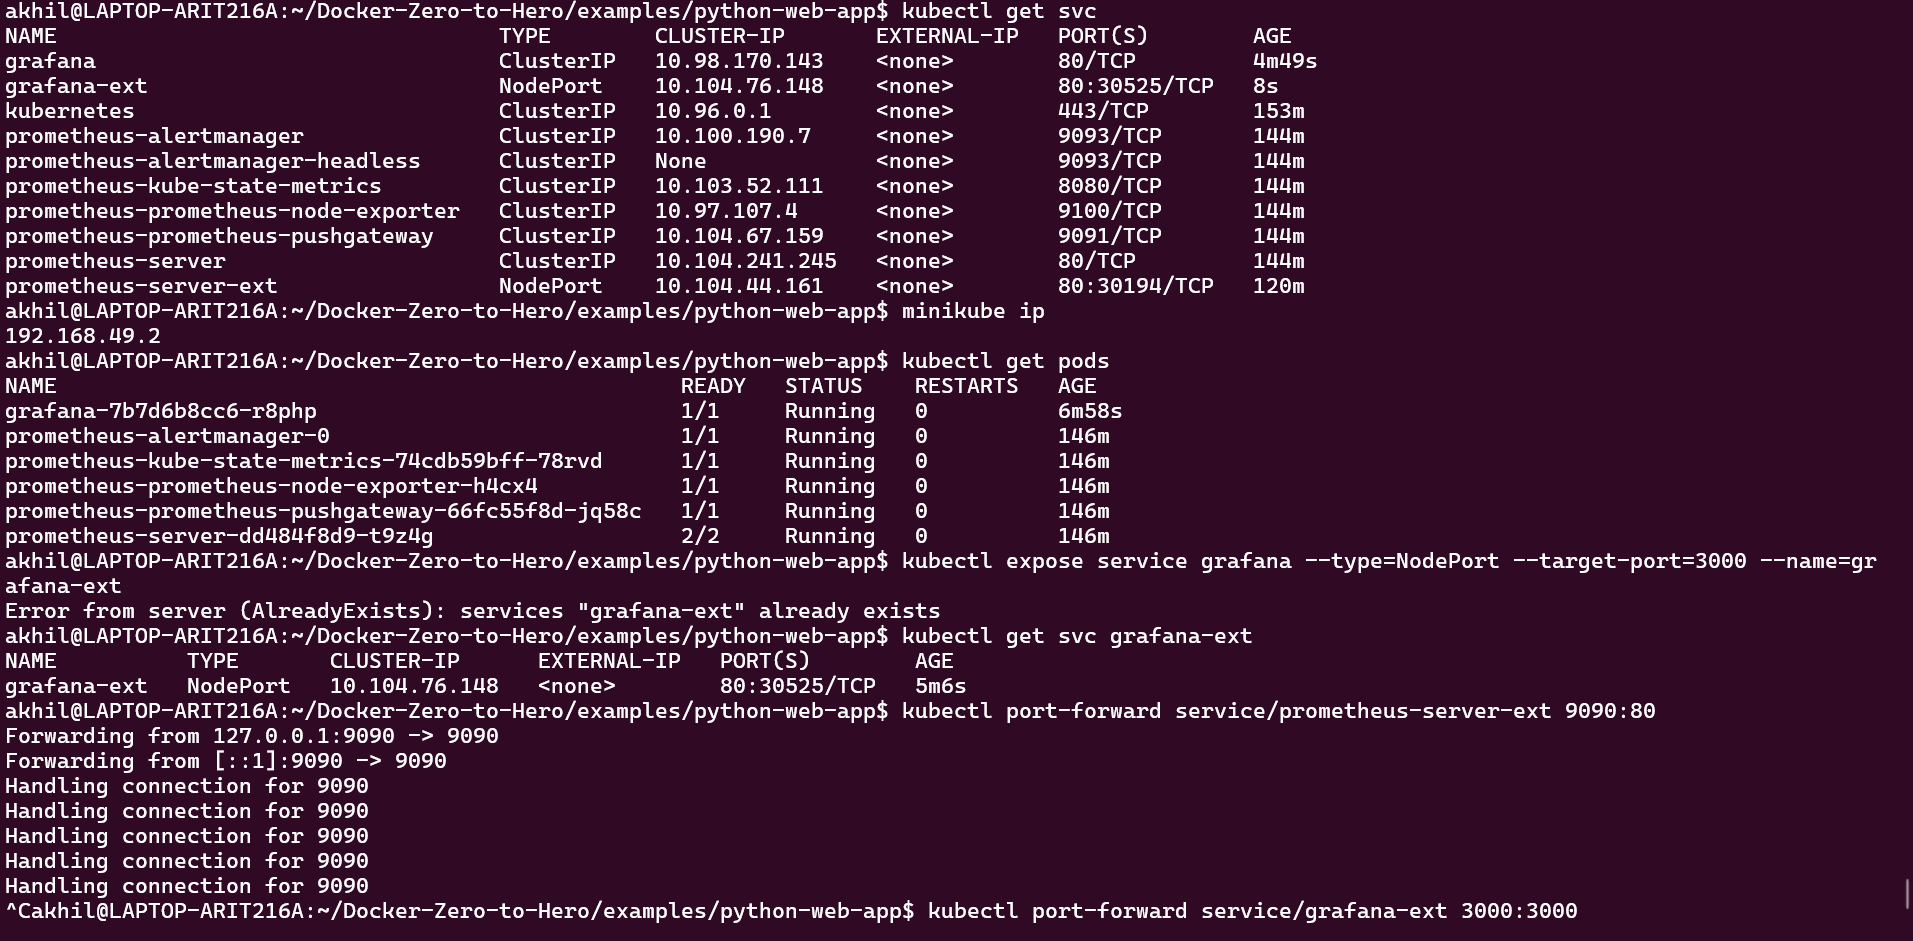 akhil@LAPTOP-ARIT216A:~/Docker-Zero-to-Hero/examples/python-web-app$ kubectl get svc
NAME                                  TYPE        CLUSTER-IP       EXTERNAL-IP   PORT(S)        AGE
grafana                               ClusterIP   10.98.170.143    <none>        80/TCP         4m49s
grafana-ext                           NodePort    10.104.76.148    <none>        80:30525/TCP   8s
kubernetes                            ClusterIP   10.96.0.1        <none>        443/TCP        153m
prometheus-alertmanager               ClusterIP   10.100.190.7     <none>        9093/TCP       144m
prometheus-alertmanager-headless      ClusterIP   None             <none>        9093/TCP       144m
prometheus-kube-state-metrics         ClusterIP   10.103.52.111    <none>        8080/TCP       144m
prometheus-prometheus-node-exporter   ClusterIP   10.97.107.4      <none>        9100/TCP       144m
prometheus-prometheus-pushgateway     ClusterIP   10.104.67.159    <none>        9091/TCP       144m
prometheus-server                     ClusterIP   10.104.241.245   <none>        80/TCP         144m
prometheus-server-ext                 NodePort    10.104.44.161    <none>        80:30194/TCP   120m
akhil@LAPTOP-ARIT216A:~/Docker-Zero-to-Hero/examples/python-web-app$ minikube ip
192.168.49.2
akhil@LAPTOP-ARIT216A:~/Docker-Zero-to-Hero/examples/python-web-app$ kubectl get pods
NAME                                                READY   STATUS    RESTARTS   AGE
grafana-7b7d6b8cc6-r8php                            1/1     Running   0          6m58s
prometheus-alertmanager-0                           1/1     Running   0          146m
prometheus-kube-state-metrics-74cdb59bff-78rvd      1/1     Running   0          146m
prometheus-prometheus-node-exporter-h4cx4           1/1     Running   0          146m
prometheus-prometheus-pushgateway-66fc55f8d-jq58c   1/1     Running   0          146m
prometheus-server-dd484f8d9-t9z4g                   2/2     Running   0          146m
akhil@LAPTOP-ARIT216A:~/Docker-Zero-to-Hero/examples/python-web-app$ kubectl expose service grafana --type=NodePort --target-port=3000 --name=gr
afana-ext
Error from server (AlreadyExists): services "grafana-ext" already exists
akhil@LAPTOP-ARIT216A:~/Docker-Zero-to-Hero/examples/python-web-app$ kubectl get svc grafana-ext
NAME          TYPE       CLUSTER-IP      EXTERNAL-IP   PORT(S)        AGE
grafana-ext   NodePort   10.104.76.148   <none>        80:30525/TCP   5m6s
akhil@LAPTOP-ARIT216A:~/Docker-Zero-to-Hero/examples/python-web-app$ kubectl port-forward service/prometheus-server-ext 9090:80
Forwarding from 127.0.0.1:9090 -> 9090
Forwarding from [::1]:9090 -> 9090
Handling connection for 9090
Handling connection for 9090
Handling connection for 9090
Handling connection for 9090
Handling connection for 9090
^Cakhil@LAPTOP-ARIT216A:~/Docker-Zero-to-Hero/examples/python-web-app$ kubectl port-forward service/grafana-ext 3000:3000